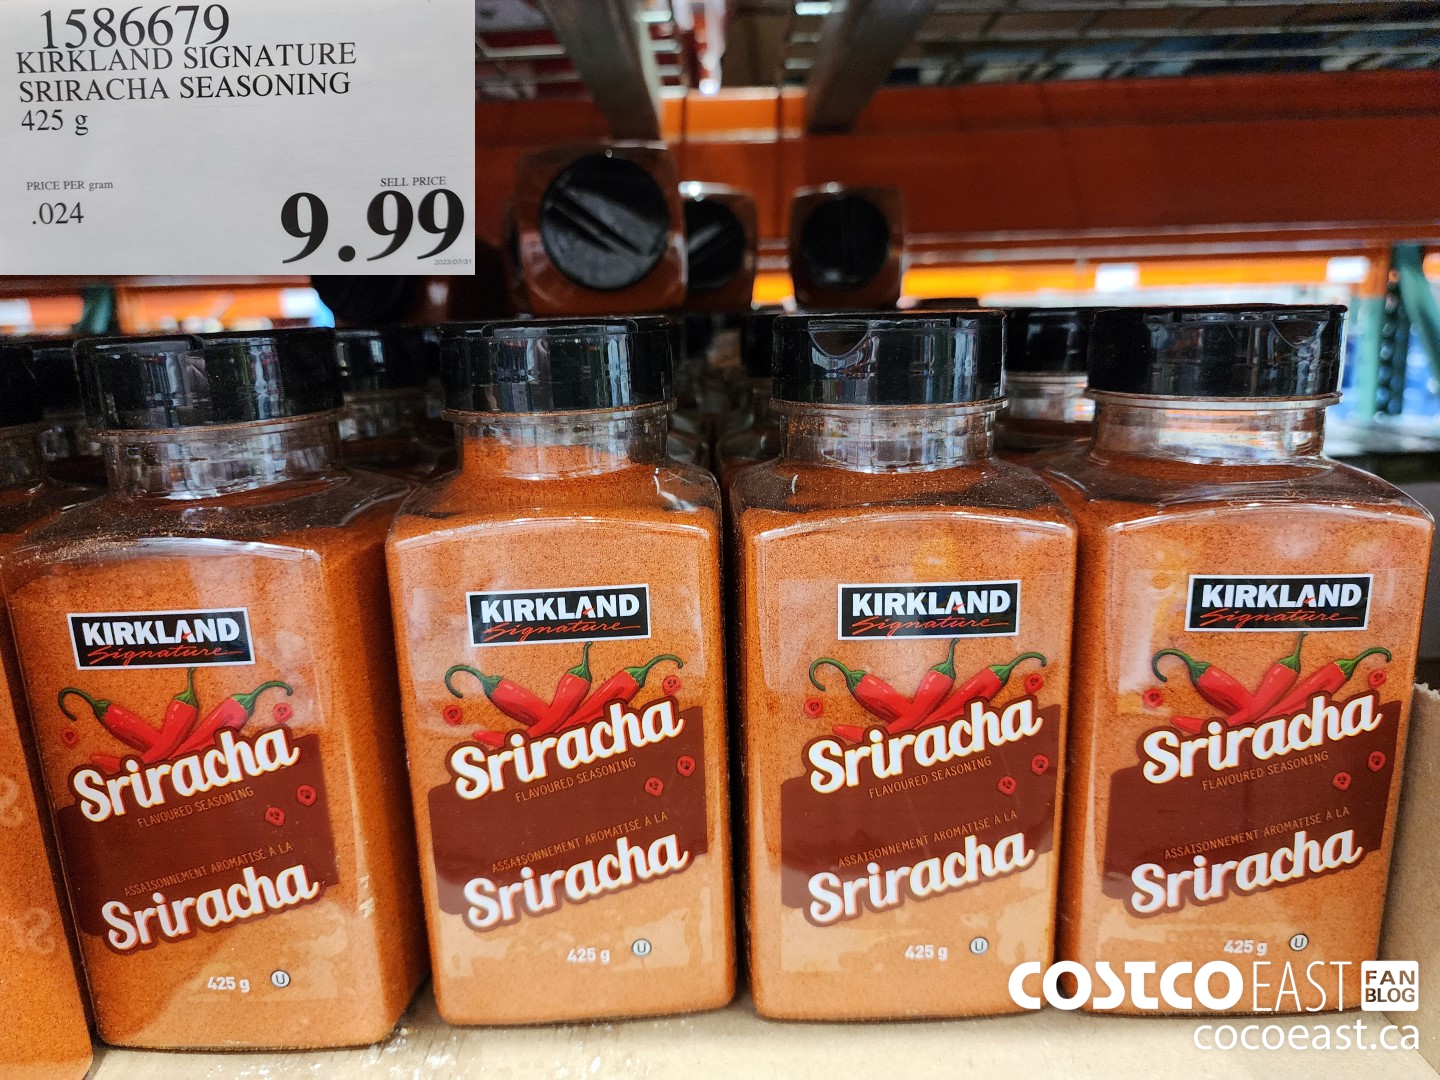 1586679
KIRKLAND SIGNATURE
SRIRACHA SEASONING
425 g
PRICE PER gram
.024
SELL PRICE
9.99
2023/07/31
KIRKLAND
Signature
Sriracha
FLAVOURED SEASONING
ASSAISONNEMENT AROMATISÉ À LA
Sriracha
425 g U
KIRKLAND
Signature
Sriracha
FLAVOURED SEASONING
ASSAISONNEMENT AROMATISÉ À LA
Sriracha
425 g U
KIRKLAND
Signature
Sriracha
FLAVOURED SEASONING
ASSAISONNEMENT AROMATISÉ À LA
Sriracha
425 g U
KIRKLAND
Signature
Sriracha
FLAVOURED SEASONING
ASSAISONNEMENT AROMATISÉ À LA
Sriracha
425 g U
COSTCO EAST FAN BLOG
cocoeast.ca